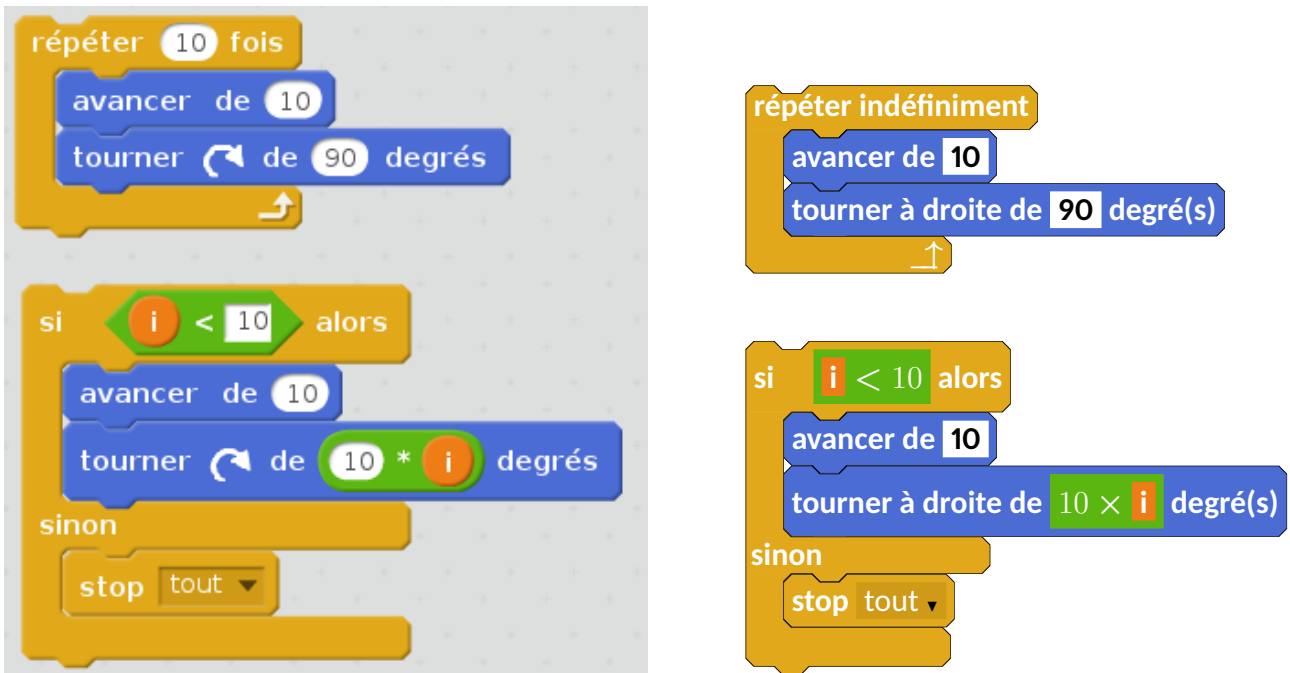 répéter 10 fois
avancer de 10
tourner de 90 degrés
si i < 10 alors
avancer de 10
tourner de 10 * i degrés
sinon
stop tout
répéter indéfiniment
avancer de 10
tourner à droite de 90 degré(s)
si i < 10 alors
avancer de 10
tourner à droite de 10 × i degré(s)
sinon
stop tout